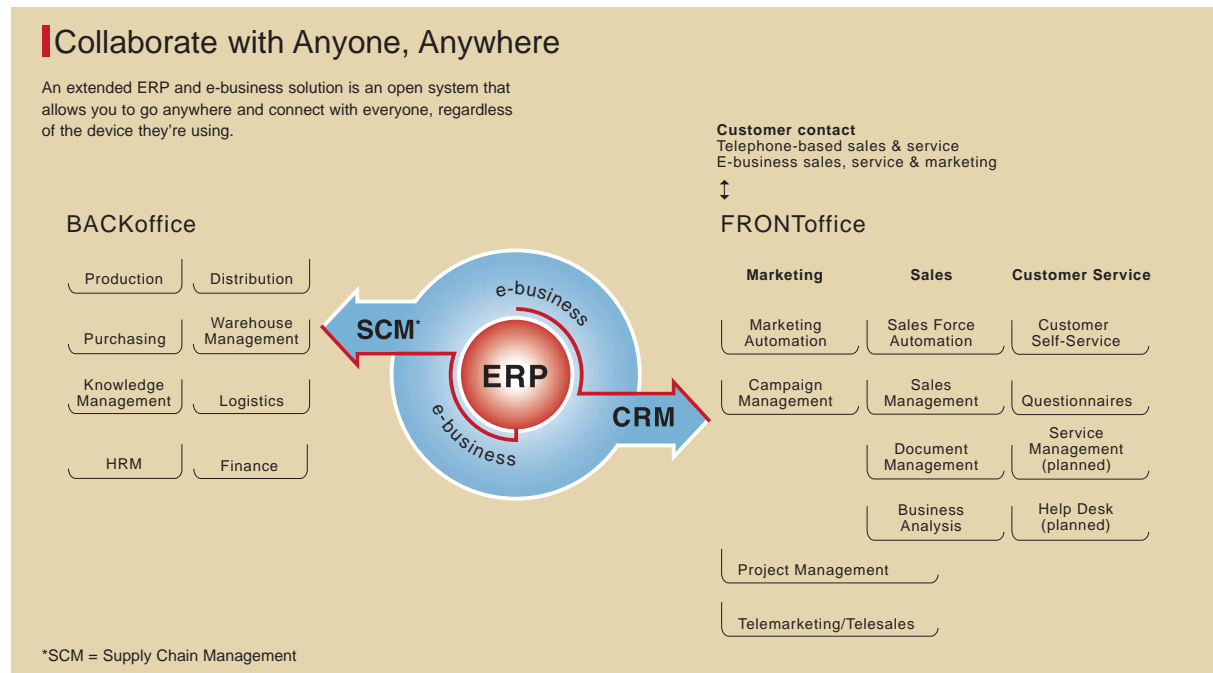 Collaborate with Anyone, Anywhere
An extended ERP and e-business solution is an open system that
allows you to go anywhere and connect with everyone, regardless
of the device they're using.
Customer contact
Telephone-based sales & service
E-business sales, service & marketing
BACKoffice
Production
Distribution
Purchasing
Warehouse
Management
Knowledge
Management
Logistics
HRM
Finance
SCM*
e-business
ERP
e-business
CRM
FRONToffice
Marketing
Sales
Customer Service
Marketing
Automation
Sales Force
Automation
Customer
Self-Service
Campaign
Management
Sales
Management
Questionnaires
Document
Management
Service
Management
(planned)
Business
Analysis
Help Desk
(planned)
Project Management
Telemarketing/Telesales
*SCM = Supply Chain Management